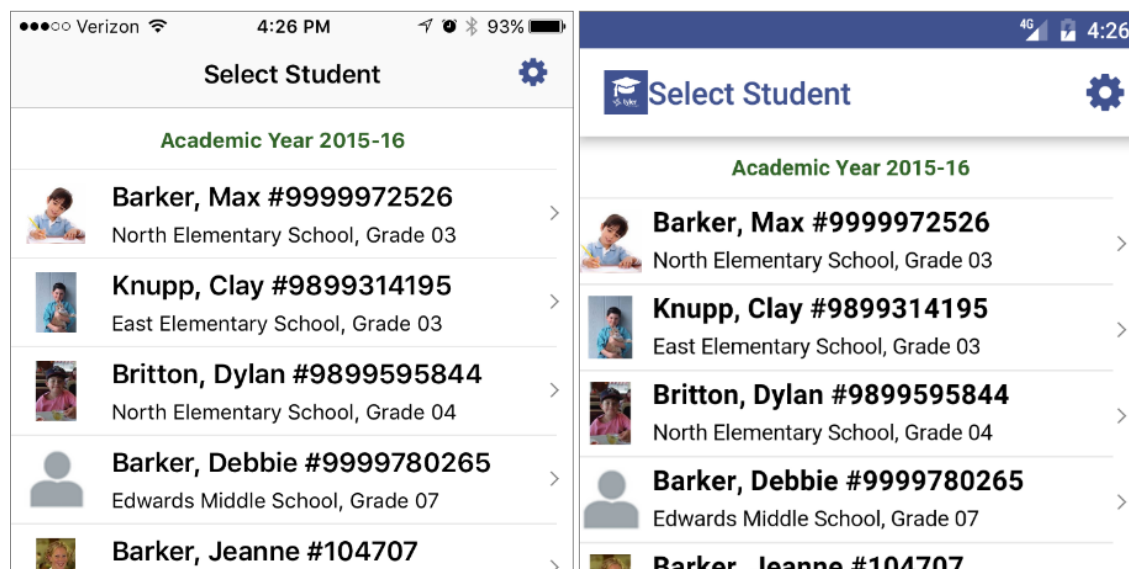 Verizon 4:26 PM 93%
Select Student
Academic Year 2015-16
Barker, Max #9999972526
North Elementary School, Grade 03
Knupp, Clay #9899314195
East Elementary School, Grade 03
Britton, Dylan #9899595844
North Elementary School, Grade 04
Barker, Debbie #9999780265
Edwards Middle School, Grade 07
Barker, Jeanne #104707
4G 4:26
tyler Select Student
Academic Year 2015-16
Barker, Max #9999972526
North Elementary School, Grade 03
Knupp, Clay #9899314195
East Elementary School, Grade 03
Britton, Dylan #9899595844
North Elementary School, Grade 04
Barker, Debbie #9999780265
Edwards Middle School, Grade 07
Barker, Jeanne #104707